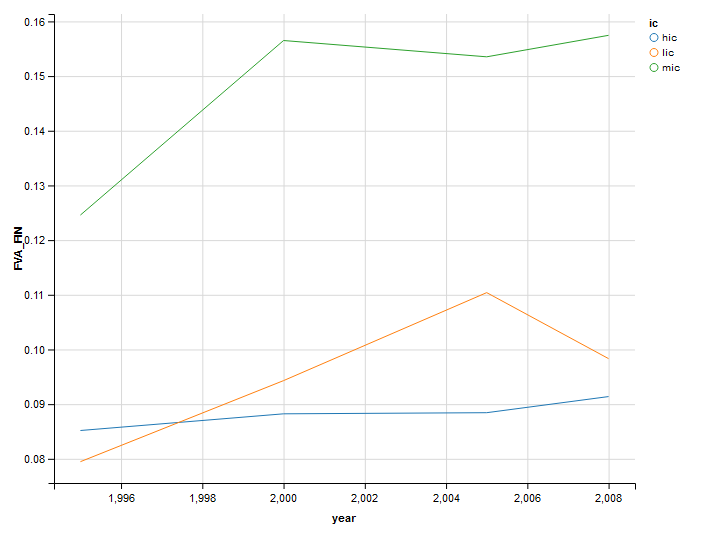 0.16
0.15
0.14
0.13
0.12
0.11
0.10
0.09
0.08
FVA_FIN
1,996
1,998
2,000
2,002
2,004
2,006
2,008
year
ic
hic
lic
mic